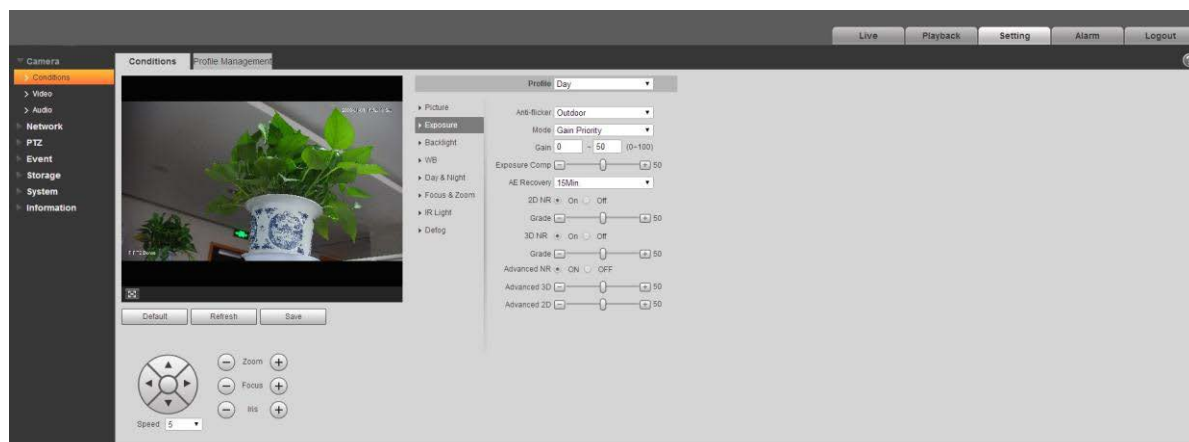 Live Playback Setting Alarm Logout
Camera
Conditions
Video
Audio
Network
PTZ
Event
Storage
System
Information
Conditions Profile Management
Default Refresh Save
Zoom
Focus
Iris
Speed 5
Profile Day
Picture
Exposure
Backlight
WB
Day & Night
Focus & Zoom
IR Light
Defog
Anti-flicker Outdoor
Mode Gain Priority
Gain 0 ~ 50 (0~100)
Exposure Comp 50
AE Recovery 15Min
2D NR On Off
Grade 50
3D NR On Off
Grade 50
Advanced NR ON OFF
Advanced 3D 50
Advanced 2D 50